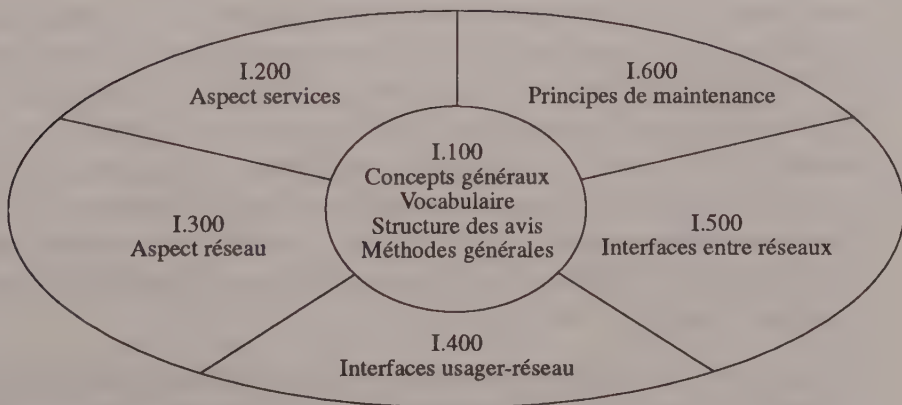 I.200
Aspect services
I.600
Principes de maintenance
I.100
Concepts généraux
Vocabulaire
Structure des avis
Méthodes générales
I.300
Aspect réseau
I.500
Interfaces entre réseaux
I.400
Interfaces usager-réseau